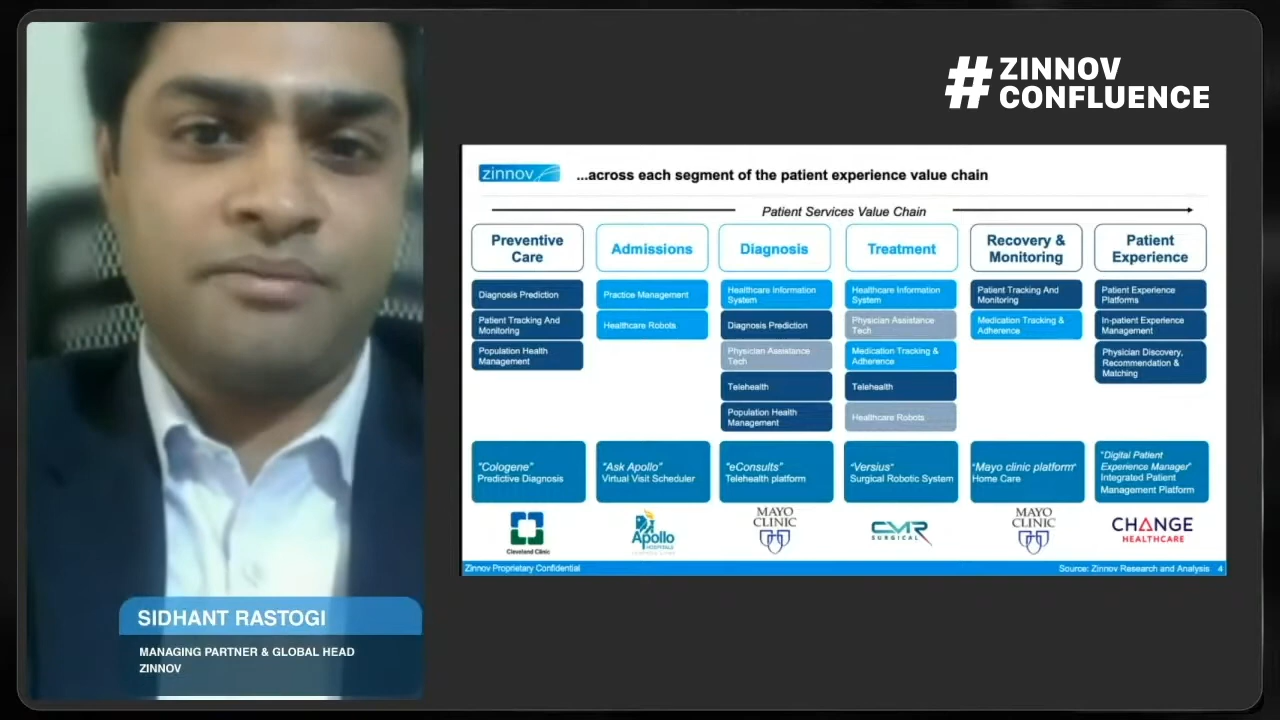 # ZINNOV
CONFLUENCE
zinnov
...across each segment of the patient experience value chain
Patient Services Value Chain
Preventive
Care
Diagnosis Prediction
Patient Tracking And
Monitoring
Population Health
Management
"Cologene"
Predictive Diagnosis
Cleveland Clinic
Admissions
Practice Management
Healthcare Robots
"Ask Apollo"
Virtual Visit Scheduler
Apollo
HOSPITALS
Diagnosis
Healthcare Information
System
Diagnosis Prediction
Physician Assistance
Tech
Telehealth
Population Health
Management
"eConsults"
Telehealth platform
MAYO
CLINIC
Treatment
Healthcare Information
System
Physician Assistance
Tech
Medication Tracking &
Adherence
Telehealth
Healthcare Robots
"Versius"
Surgical Robotic System
CMR
SURGICAL
Recovery &
Monitoring
Patient Tracking And
Monitoring
Medication Tracking &
Adherence
"Mayo clinic platform"
Home Care
MAYO
CLINIC
Patient
Experience
Patient Experience
Platforms
In-patient Experience
Management
Physician Discovery,
Recommendation &
Matching
"Digital Patient
Experience Manager"
Integrated Patient
Management Platform
CHANGE
HEALTHCARE
Zinnov Proprietary Confidential
Source: Zinnov Research and Analysis 4
SIDHANT RASTOGI
MANAGING PARTNER & GLOBAL HEAD
ZINNOV